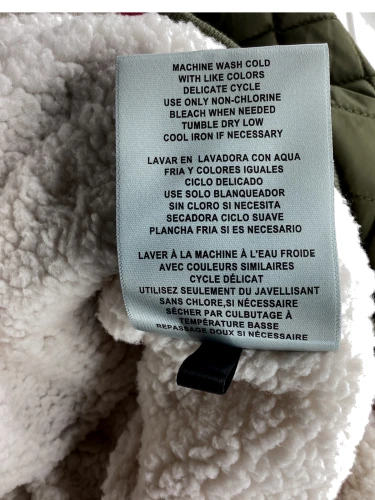 MACHINE WASH COLD
WITH LIKE COLORS
DELICATE CYCLE
USE ONLY NON-CHLORINE
BLEACH WHEN NEEDED
TUMBLE DRY LOW
COOL IRON IF NECESSARY
LAVAR EN LAVADORA CON AQUA
FRIA Y COLORES IGUALES
CICLO DELICADO
USE SOLO BLANQUEADOR
SIN CLORO SI NECESITA
SECADORA CICLO SUAVE
PLANCHA FRIA SI ES NECESARIO
LAVER À LA MACHINE À L'EAU FROIDE
AVEC COULEURS SIMILAIRES
CYCLE DÉLICAT
UTILISEZ SEULEMENT DU JAVELLISANT
SANS CHLORE,SI NÉCESSAIRE
SÉCHER PAR CULBUTAGE À
TEMPÉRATURE BASSE
REPASSAGE DOUX SI NÉCESSAIRE